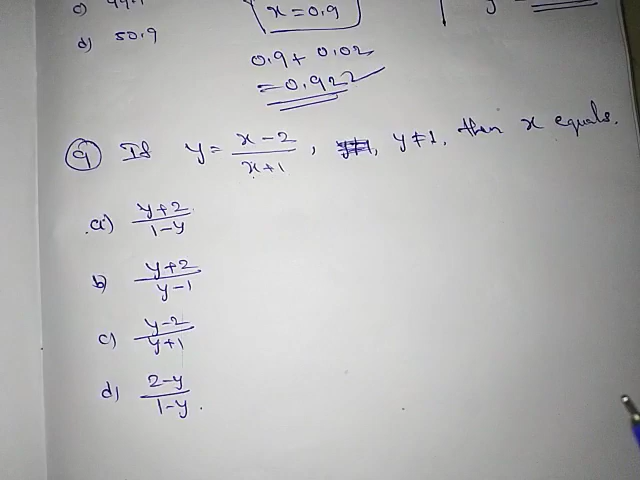 c)
x = 0.9
d) 50.9
0.9 + 0.02
= 0.922
9 If y = x-2/x+1, y≠1, then x equals.
a) y+2/1-y
b) y+2/y-1
c) y-2/y+1
d) 2-y/1-y.